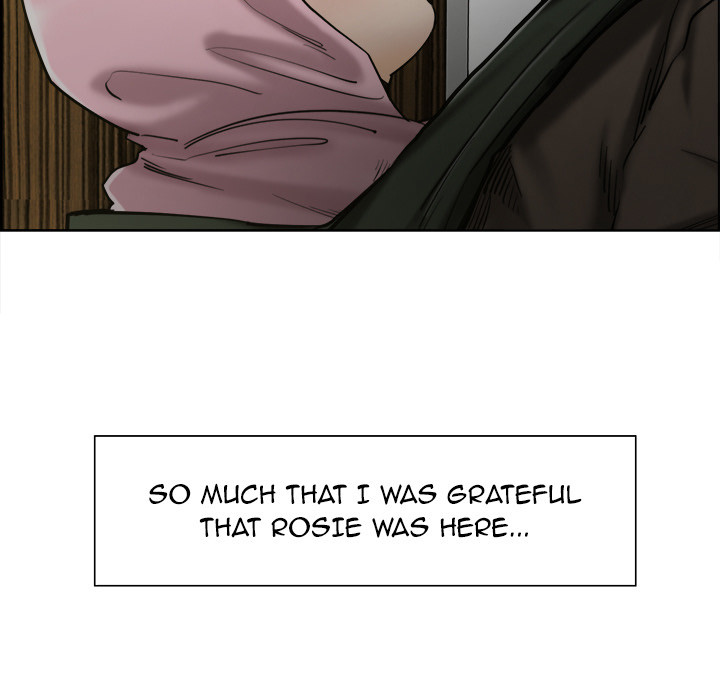 SO MUCH THAT I WAS GRATEFUL
THAT ROSIE WAS HERE...